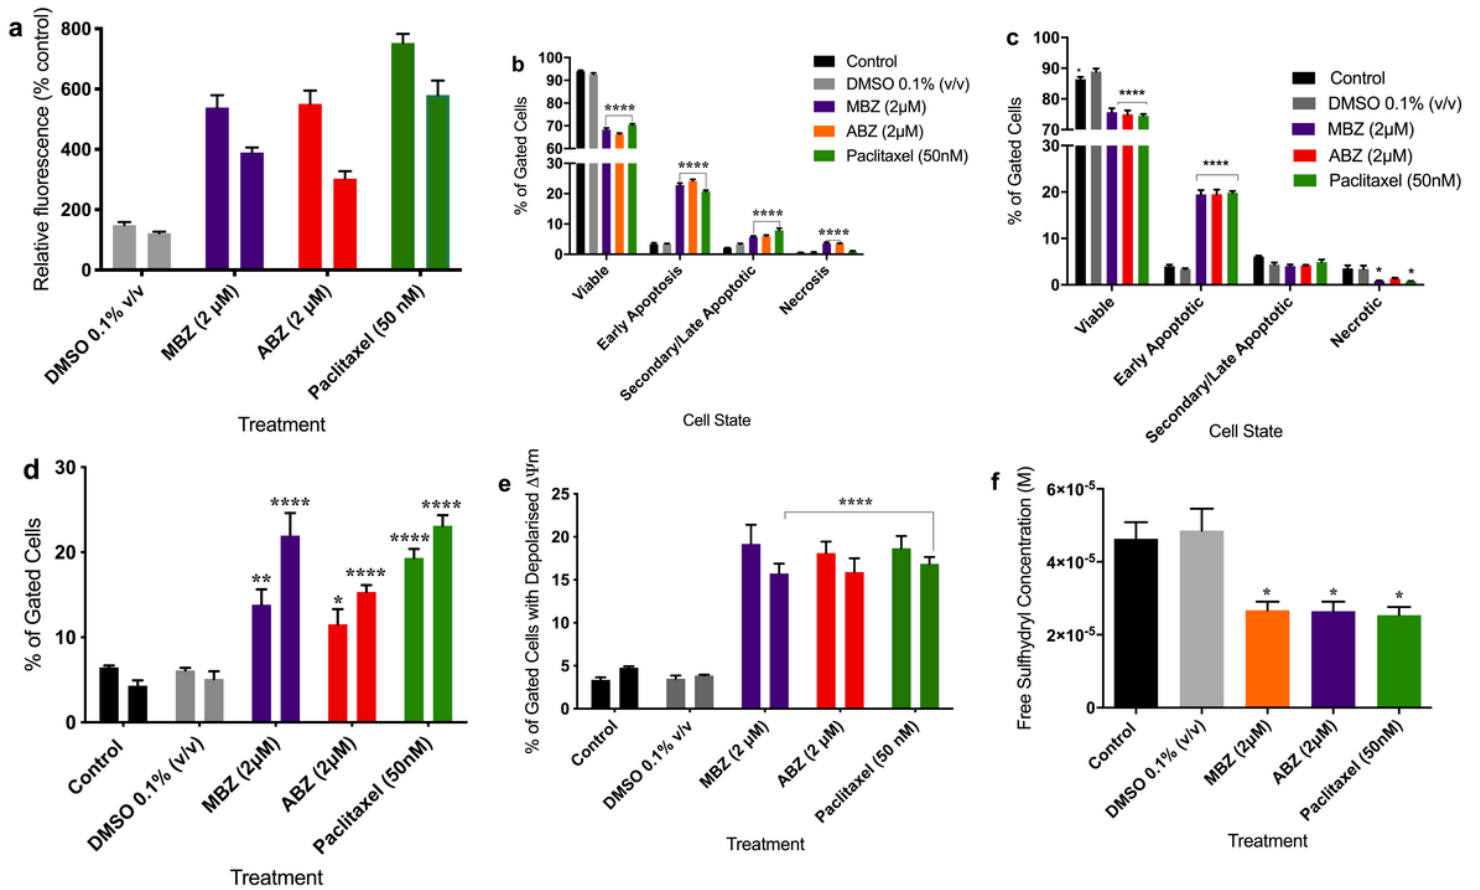 a
Relative fluorescence (% control)
800
600
400
200
0
DMSO 0.1% v/v
MBZ (2 µM)
ABZ (2 µM)
Paclitaxel (50 nM)
Treatment
b
% of Gated Cells
100
90
80
70
60
30
20
10
0
****
****
****
****
Viable
Early Apoptosis
Secondary/Late Apoptotic
Necrosis
Cell State
Control
DMSO 0.1% (v/v)
MBZ (2µM)
ABZ (2µM)
Paclitaxel (50nM)
c
% of Gated Cells
100
90
80
70
30
20
10
0
*
****
****
*
*
Viable
Early Apoptotic
Secondary/Late Apoptotic
Necrotic
Cell State
Control
DMSO 0.1% (v/v)
MBZ (2µM)
ABZ (2µM)
Paclitaxel (50nM)
d
% of Gated Cells
30
20
10
0
**
****
*
****
****
****
Control
DMSO 0.1% (v/v)
MBZ (2µM)
ABZ (2µM)
Paclitaxel (50nM)
Treatment
e
% of Gated Cells with Depolarised ΔΨm
25
20
15
10
5
0
****
Control
DMSO 0.1% v/v
MBZ (2 µM)
ABZ (2 µM)
Paclitaxel (50 nM)
Treatment
f
Free Sulfhydryl Concentration (M)
6×10⁻⁵
4×10⁻⁵
2×10⁻⁵
0
*
*
*
Control
DMSO 0.1% (v/v)
MBZ (2µM)
ABZ (2µM)
Paclitaxel (50nM)
Treatment